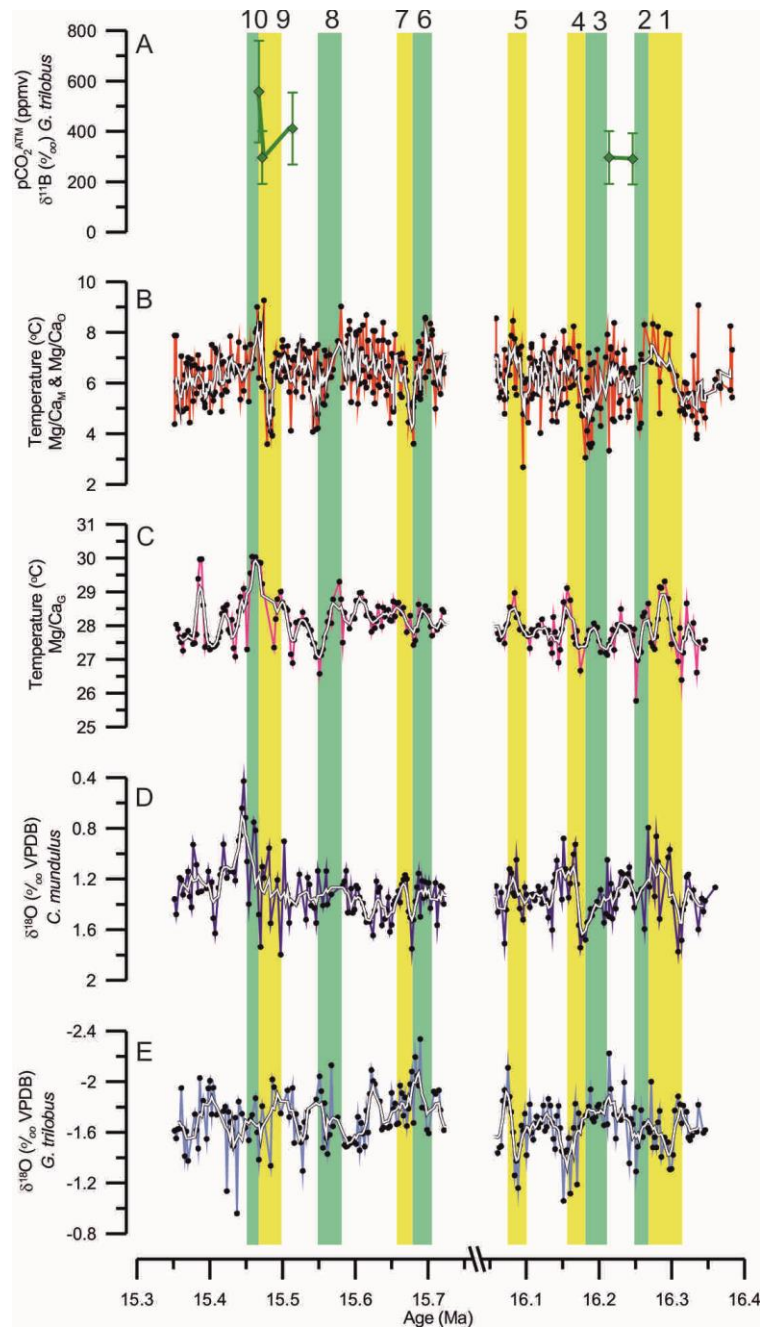 10 9 8 7 6 5 4 3 2 1
A
pCO₂ᴬᵀᴹ (ppmv)
δ¹¹B (‰) G. trilobus
800
600
400
200
0
B
Temperature (°C)
Mg/Ca_M & Mg/Ca_O
10
8
6
4
2
C
Temperature (°C)
Mg/Ca_G
31
30
29
28
27
26
25
D
δ¹⁸O (‰ VPDB)
C. mundulus
0.4
0.8
1.2
1.6
2
E
δ¹⁸O (‰ VPDB)
G. trilobus
-2.4
-2
-1.6
-1.2
-0.8
15.3 15.4 15.5 15.6 15.7 16.1 16.2 16.3 16.4
Age (Ma)